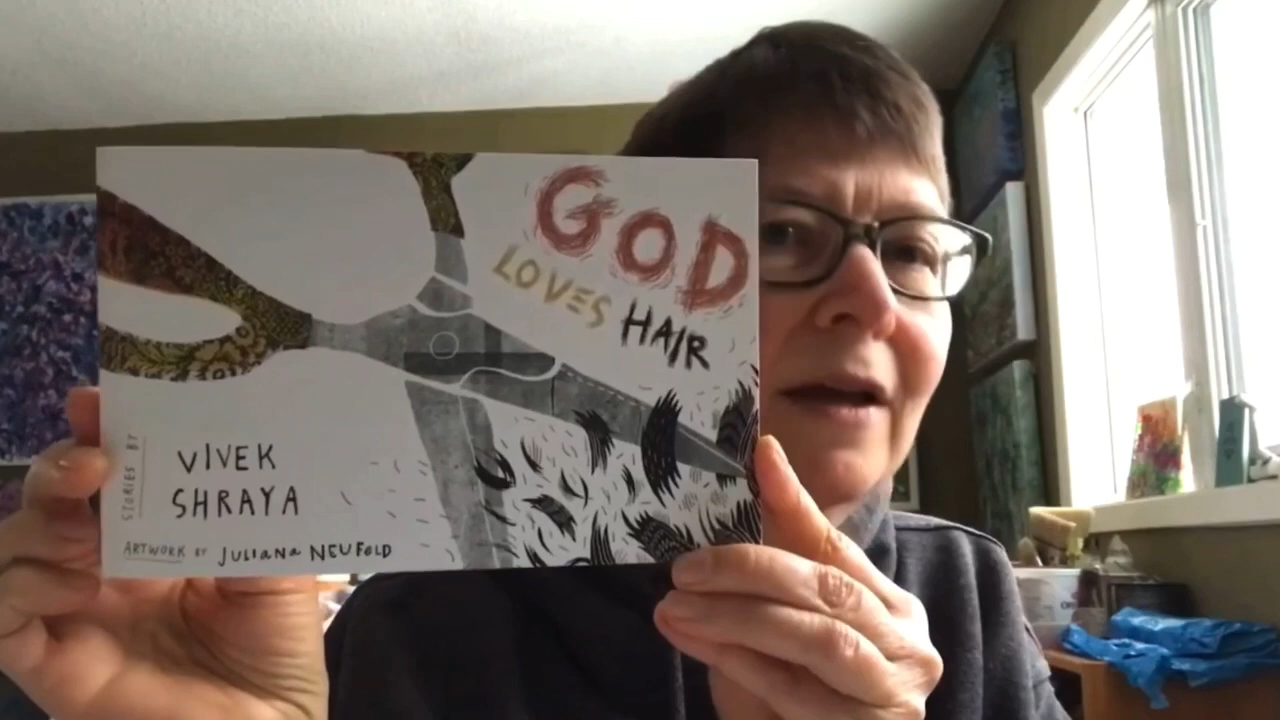 GOD
LOVES HAIR
STORIES BY
VIVEK
SHRAYA
ARTWORK BY JULIANA NEUFELD